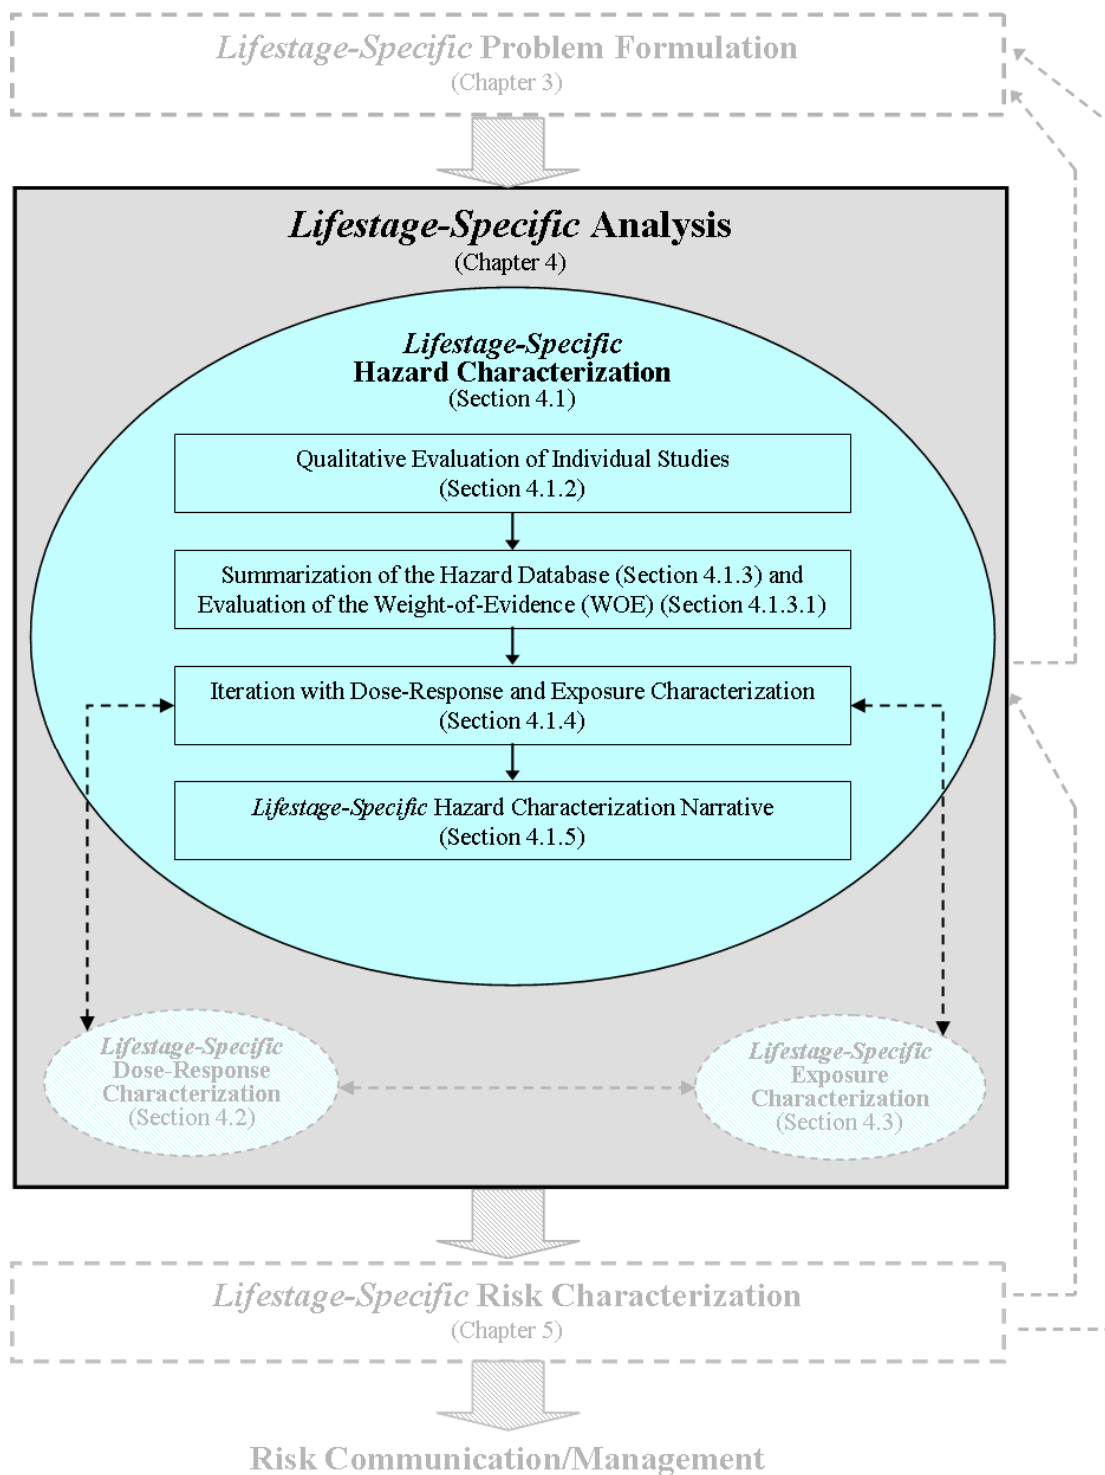 Lifestage-Specific Problem Formulation
(Chapter 3)
Lifestage-Specific Analysis
(Chapter 4)
Lifestage-Specific
Hazard Characterization
(Section 4.1)
Qualitative Evaluation of Individual Studies
(Section 4.1.2)
Summarization of the Hazard Database (Section 4.1.3) and
Evaluation of the Weight-of-Evidence (WOE) (Section 4.1.3.1)
Iteration with Dose-Response and Exposure Characterization
(Section 4.1.4)
Lifestage-Specific Hazard Characterization Narrative
(Section 4.1.5)
Lifestage-Specific
Dose-Response
Characterization
(Section 4.2)
Lifestage-Specific
Exposure
Characterization
(Section 4.3)
Lifestage-Specific Risk Characterization
(Chapter 5)
Risk Communication/Management